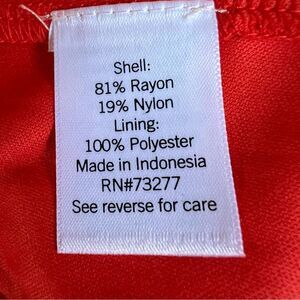 Shell:
81% Rayon
19% Nylon
Lining:
100% Polyester
Made in Indonesia
RN#73277
See reverse for care